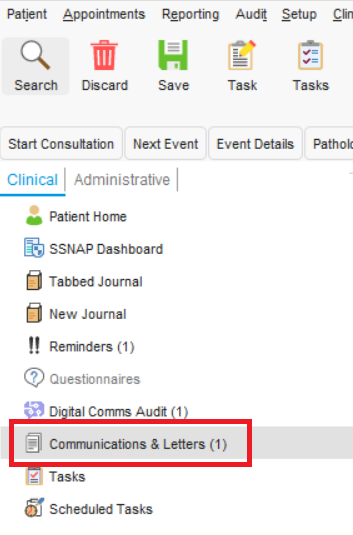 Patient Appointments Reporting Audit Setup
Search Discard Save Task Tasks
Start Consultation Next Event Event Details
Clinical Administrative
Patient Home
SSNAP Dashboard
Tabbed Journal
New Journal
Reminders (1)
Questionnaires
Digital Comms Audit (1)
Communications & Letters (1)
Tasks
Scheduled Tasks